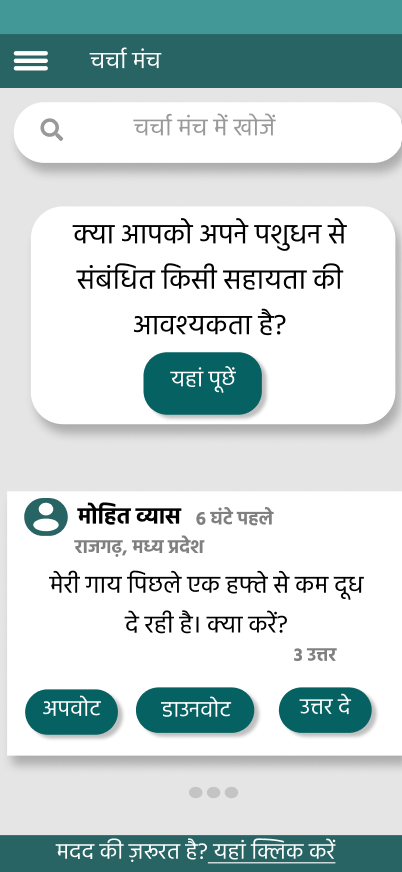 चर्चा मंच
चर्चा मंच में खोजें
क्या आपको अपने पशुधन से
संबंधित किसी सहायता की
आवश्यकता है?
यहां पूछें
मोहित व्यास 6 घंटे पहले
राजगढ़, मध्य प्रदेश
मेरी गाय पिछले एक हफ्ते से कम दूध
दे रही है। क्या करें?
3 उत्तर
अपवोट डाउनवोट उत्तर दे
मदद की ज़रूरत है? यहां क्लिक करें